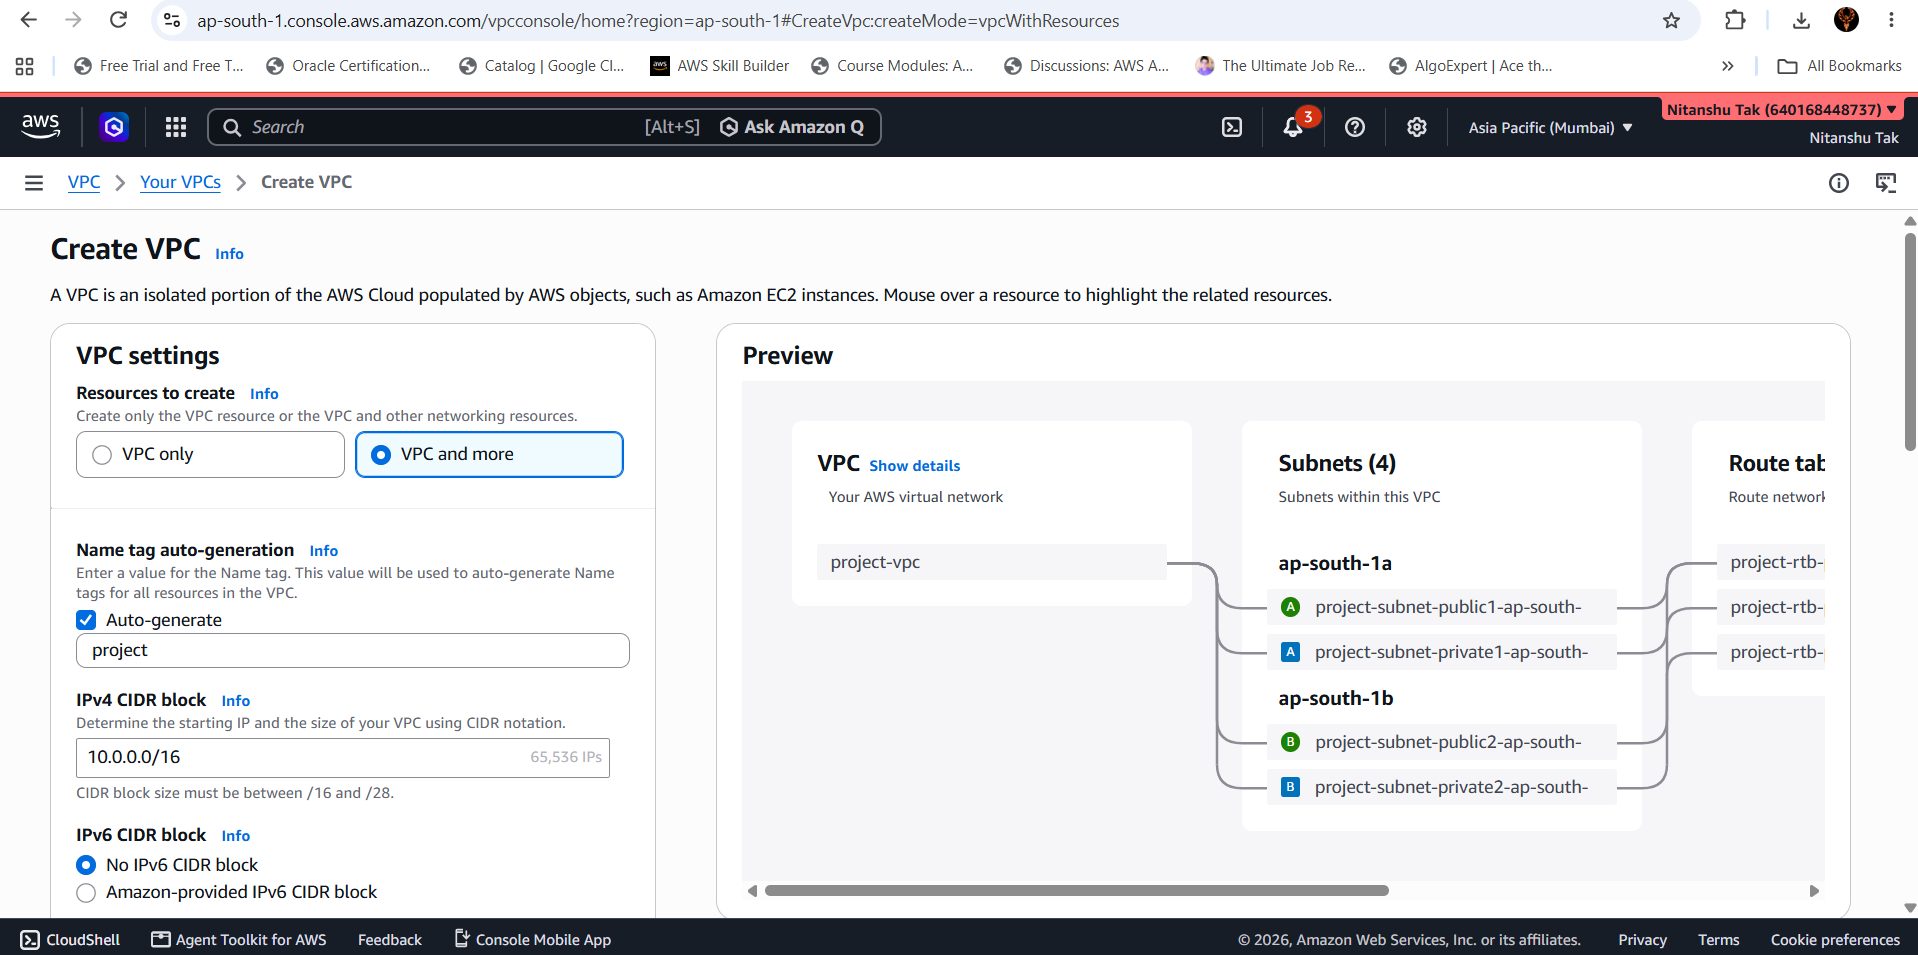 ap-south-1.console.aws.amazon.com/vpcconsole/home?region=ap-south-1#CreateVpc:createMode=vpcWithResources
Free Trial and Free T... Oracle Certification... Catalog | Google Cl... aws AWS Skill Builder Course Modules: A... Discussions: AWS A... The Ultimate Job Re... AlgoExpert | Ace th... » All Bookmarks
aws Search [Alt+S] Ask Amazon Q 3 Asia Pacific (Mumbai) ▼ Nitanshu Tak (640168448737) ▼
Nitanshu Tak
VPC > Your VPCs > Create VPC
Create VPC Info
A VPC is an isolated portion of the AWS Cloud populated by AWS objects, such as Amazon EC2 instances. Mouse over a resource to highlight the related resources.
VPC settings
Resources to create Info
Create only the VPC resource or the VPC and other networking resources.
VPC only
VPC and more
Name tag auto-generation Info
Enter a value for the Name tag. This value will be used to auto-generate Name
tags for all resources in the VPC.
Auto-generate
project
IPv4 CIDR block Info
Determine the starting IP and the size of your VPC using CIDR notation.
10.0.0.0/16 65,536 IPs
CIDR block size must be between /16 and /28.
IPv6 CIDR block Info
No IPv6 CIDR block
Amazon-provided IPv6 CIDR block
Preview
VPC Show details
Your AWS virtual network
project-vpc
Subnets (4)
Subnets within this VPC
ap-south-1a
A project-subnet-public1-ap-south-
A project-subnet-private1-ap-south-
ap-south-1b
B project-subnet-public2-ap-south-
B project-subnet-private2-ap-south-
Route tab
Route network
project-rtb-
project-rtb-
project-rtb-
CloudShell Agent Toolkit for AWS Feedback Console Mobile App © 2026, Amazon Web Services, Inc. or its affiliates. Privacy Terms Cookie preferences